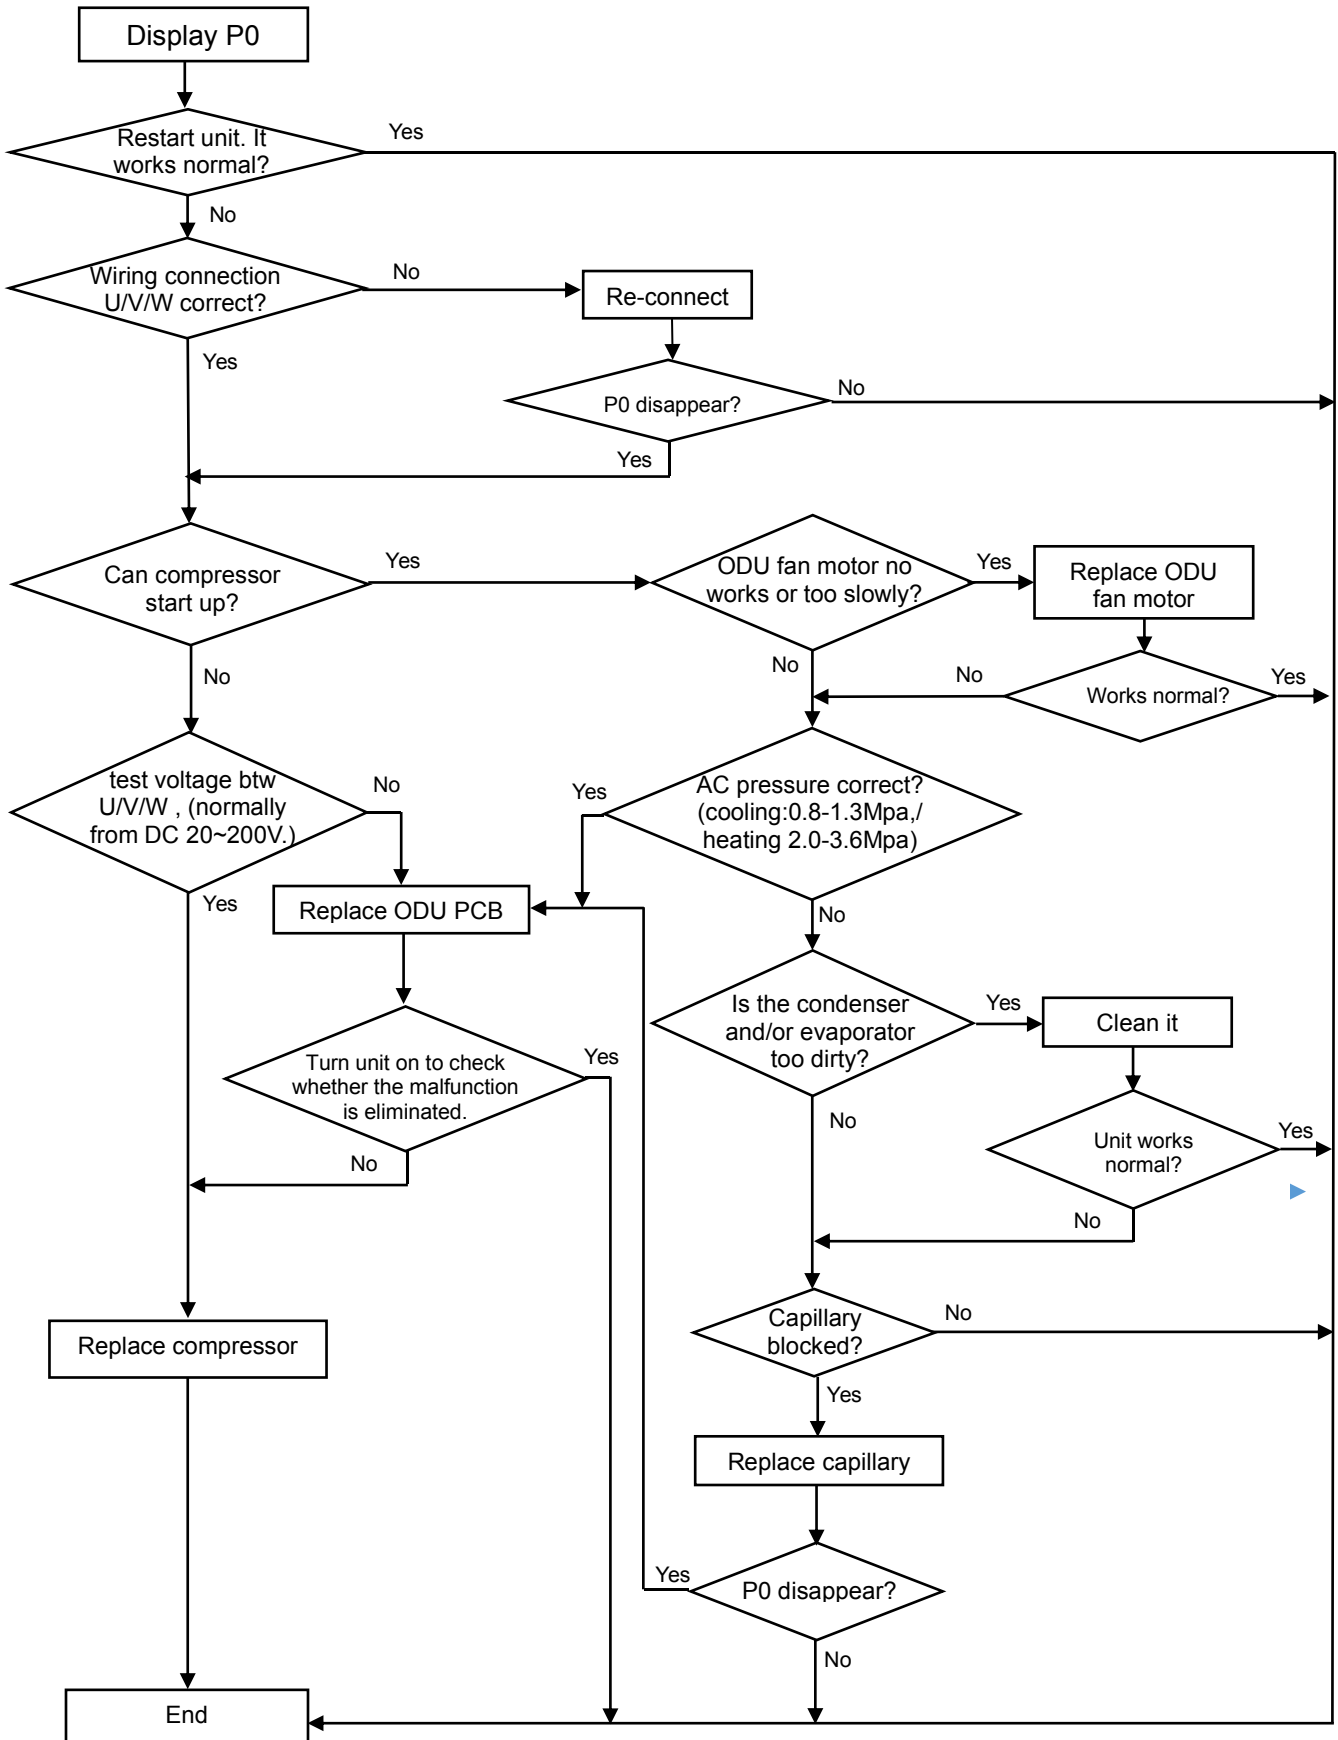 Display P0
Restart unit. It
works normal?
Yes
No
Wiring connection
U/V/W correct?
No
Re-connect
Yes
P0 disappear?
No
Yes
Can compressor
start up?
Yes
ODU fan motor no
works or too slowly?
Yes
Replace ODU
fan motor
No
No
No
Works normal?
Yes
test voltage btw
U/V/W , (normally
from DC 20~200V.)
No
Yes
AC pressure correct?
(cooling:0.8-1.3Mpa,/
heating 2.0-3.6Mpa)
Yes
Replace ODU PCB
No
Is the condenser
and/or evaporator
too dirty?
Yes
Clean it
Turn unit on to check
whether the malfunction
is eliminated.
Yes
No
No
Unit works
normal?
Yes
No
Capillary
blocked?
No
Replace compressor
Yes
Replace capillary
Yes
P0 disappear?
No
End